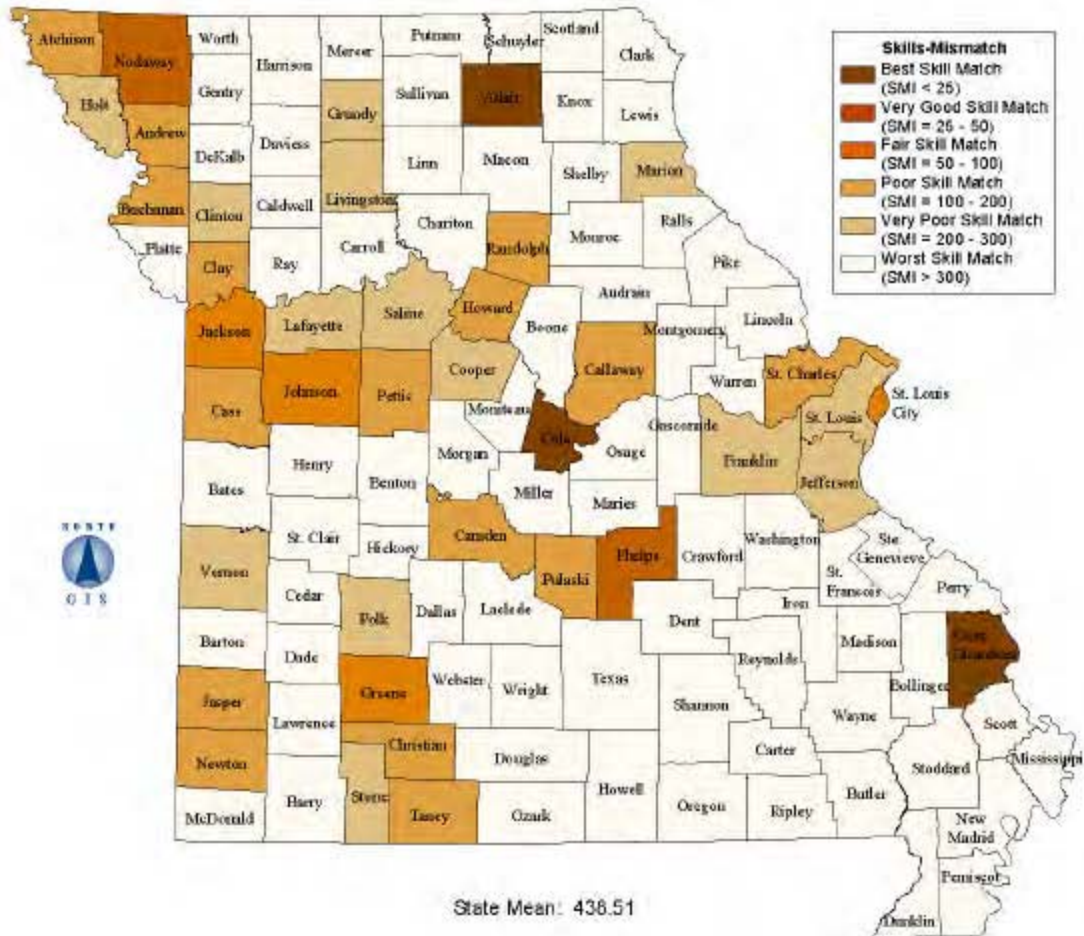 Skills-Mismatch
Best Skill Match
(SMI < 25)
Very Good Skill Match
(SMI = 25 - 50)
Fair Skill Match
(SMI = 50 - 100)
Poor Skill Match
(SMI = 100 - 200)
Very Poor Skill Match
(SMI = 200 - 300)
Worst Skill Match
(SMI > 300)
Atchison
Nodaway
Worth
Harrison
Mercer
Putnam
Schuyler
Scotland
Clark
Holt
Gentry
Sullivan
Adair
Knox
Lewis
Andrew
Grundy
DeKalb
Daviess
Linn
Macon
Shelby
Marion
Buchanan
Clinton
Caldwell
Livingston
Chariton
Randolph
Monroe
Ralls
Platte
Clay
Ray
Carroll
Pike
Audrain
Jackson
Lafayette
Saline
Howard
Boone
Montgomery
Lincoln
Cass
Johnson
Pettis
Cooper
Callaway
Warren
St. Charles
St. Louis
St. Louis
City
Moniteau
Cole
Osage
Gasconade
Franklin
Jefferson
Bates
Henry
Benton
Morgan
Miller
Maries
Vernon
St. Clair
Hickory
Camden
Pulaski
Phelps
Crawford
Washington
Ste.
Genevieve
St.
Francois
Perry
NORTH
GIS
Cedar
Polk
Dallas
Laclede
Dent
Iron
Madison
Barton
Dade
Texas
Reynolds
Bollinger
Jasper
Greene
Webster
Wright
Shannon
Wayne
Scott
Lawrence
Christian
Douglas
Carter
Stoddard
Mississippi
Newton
Barry
Stone
Taney
Ozark
Howell
Oregon
Ripley
Butler
McDonald
New
Madrid
Pemiscot
Dunklin
State Mean: 438.51